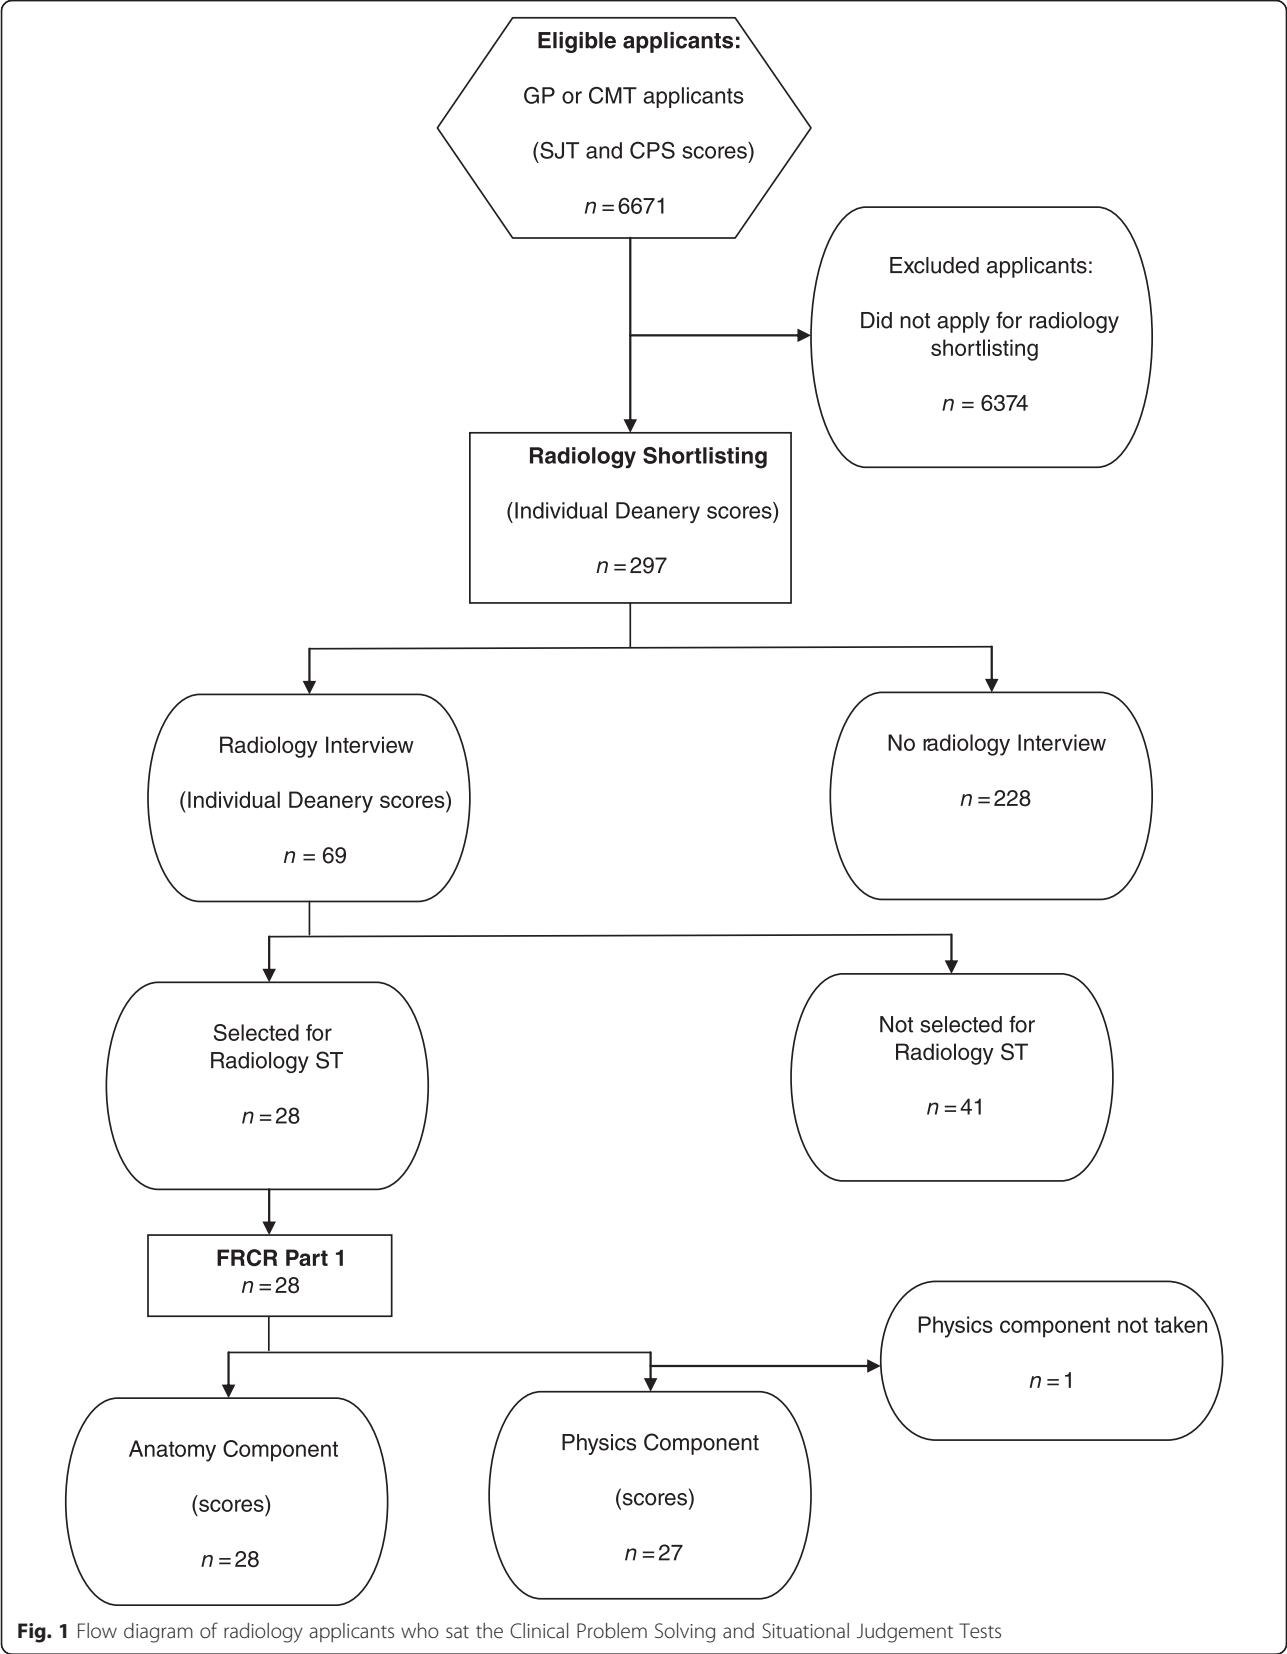 Eligible applicants:
GP or CMT applicants
(SJT and CPS scores)
n = 6671
Excluded applicants:
Did not apply for radiology
shortlisting
n = 6374
Radiology Shortlisting
(Individual Deanery scores)
n = 297
Radiology Interview
(Individual Deanery scores)
n = 69
No radiology Interview
n = 228
Selected for
Radiology ST
n = 28
Not selected for
Radiology ST
n = 41
FRCR Part 1
n = 28
Physics component not taken
n = 1
Anatomy Component
(scores)
n = 28
Physics Component
(scores)
n = 27
Fig. 1 Flow diagram of radiology applicants who sat the Clinical Problem Solving and Situational Judgement Tests